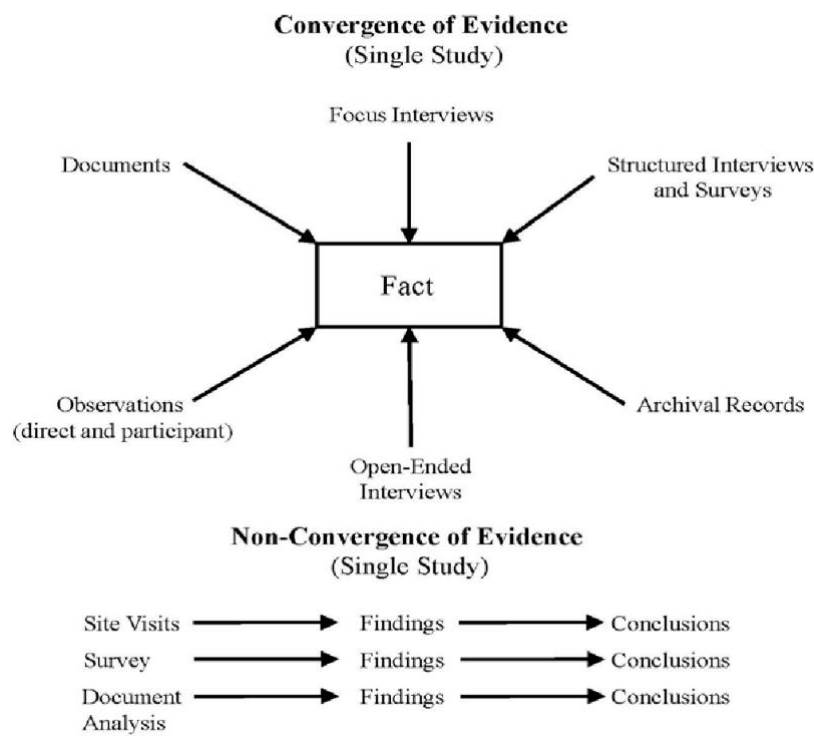 Convergence of Evidence
(Single Study)
Focus Interviews
Documents
Structured Interviews
and Surveys
Fact
Observations
(direct and participant)
Archival Records
Open-Ended
Interviews
Non-Convergence of Evidence
(Single Study)
Site Visits Findings Conclusions
Survey Findings Conclusions
Document Findings Conclusions
Analysis